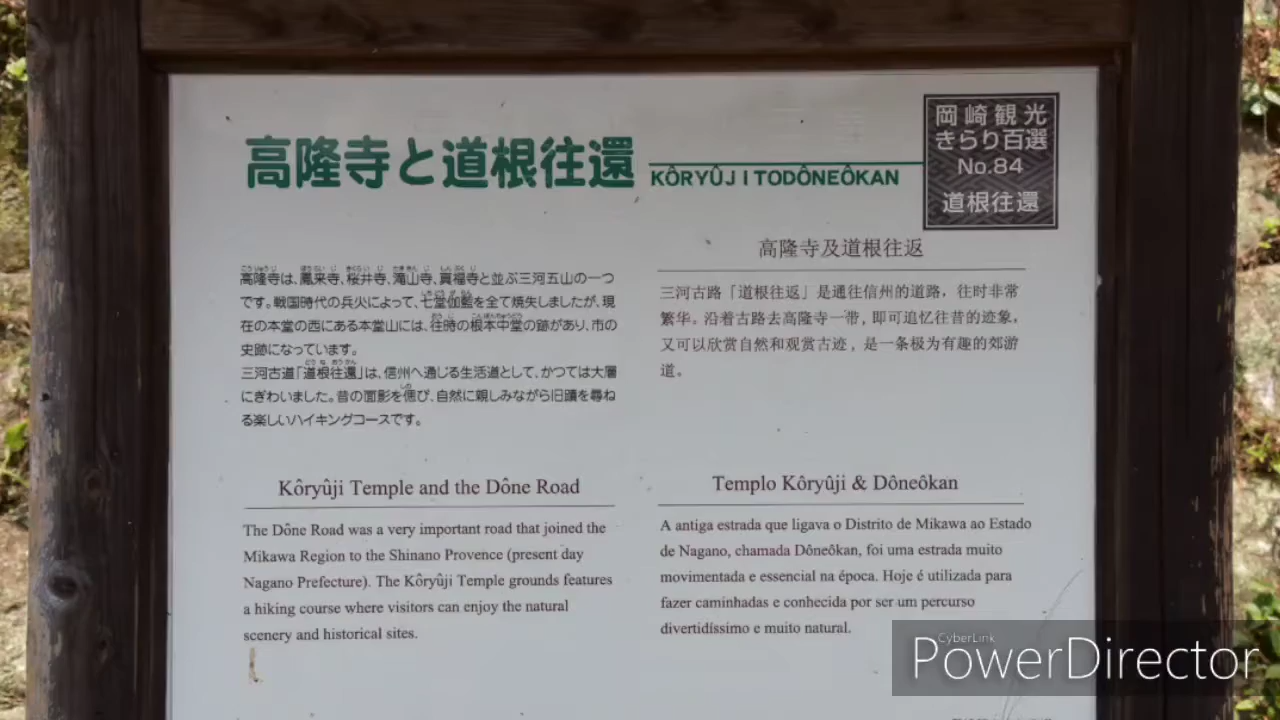 高隆寺と道根往還
KÔRYÛJI TO DÔNEÔKAN
岡崎観光
きらり百選
No.84
道根往還
高隆寺は、鳳来寺、桜井寺、滝山寺、真福寺と並ぶ三河五山の一つ
です。戦国時代の兵火によって、七堂伽藍を全て焼失しましたが、現
在の本堂の西にある本堂山には、往時の根本中堂の跡があり、市の
史跡になっています。
三河古道「道根往還」は、信州へ通じる生活道として、かつては大層
にぎわいました。昔の面影を偲び、自然に親しみながら旧蹟を尋ね
る楽しいハイキングコースです。
高隆寺及道根往返
三河古路「道根往返」是通往信州的道路，往时非常
繁华。沿着古路去高隆寺一带，即可追忆往昔的迹象，
又可以欣赏自然和观赏古迹，是一条极为有趣的郊游
道。
Kôryûji Temple and the Dône Road
The Dône Road was a very important road that joined the
Mikawa Region to the Shinano Provence (present day
Nagano Prefecture). The Kôryûji Temple grounds features
a hiking course where visitors can enjoy the natural
scenery and historical sites.
Templo Kôryûji & Dôneôkan
A antiga estrada que ligava o Distrito de Mikawa ao Estado
de Nagano, chamada Dôneôkan, foi uma estrada muito
movimentada e essencial na época. Hoje é utilizada para
fazer caminhadas e conhecida por ser um percurso
divertidíssimo e muito natural.
CyberLink
PowerDirector